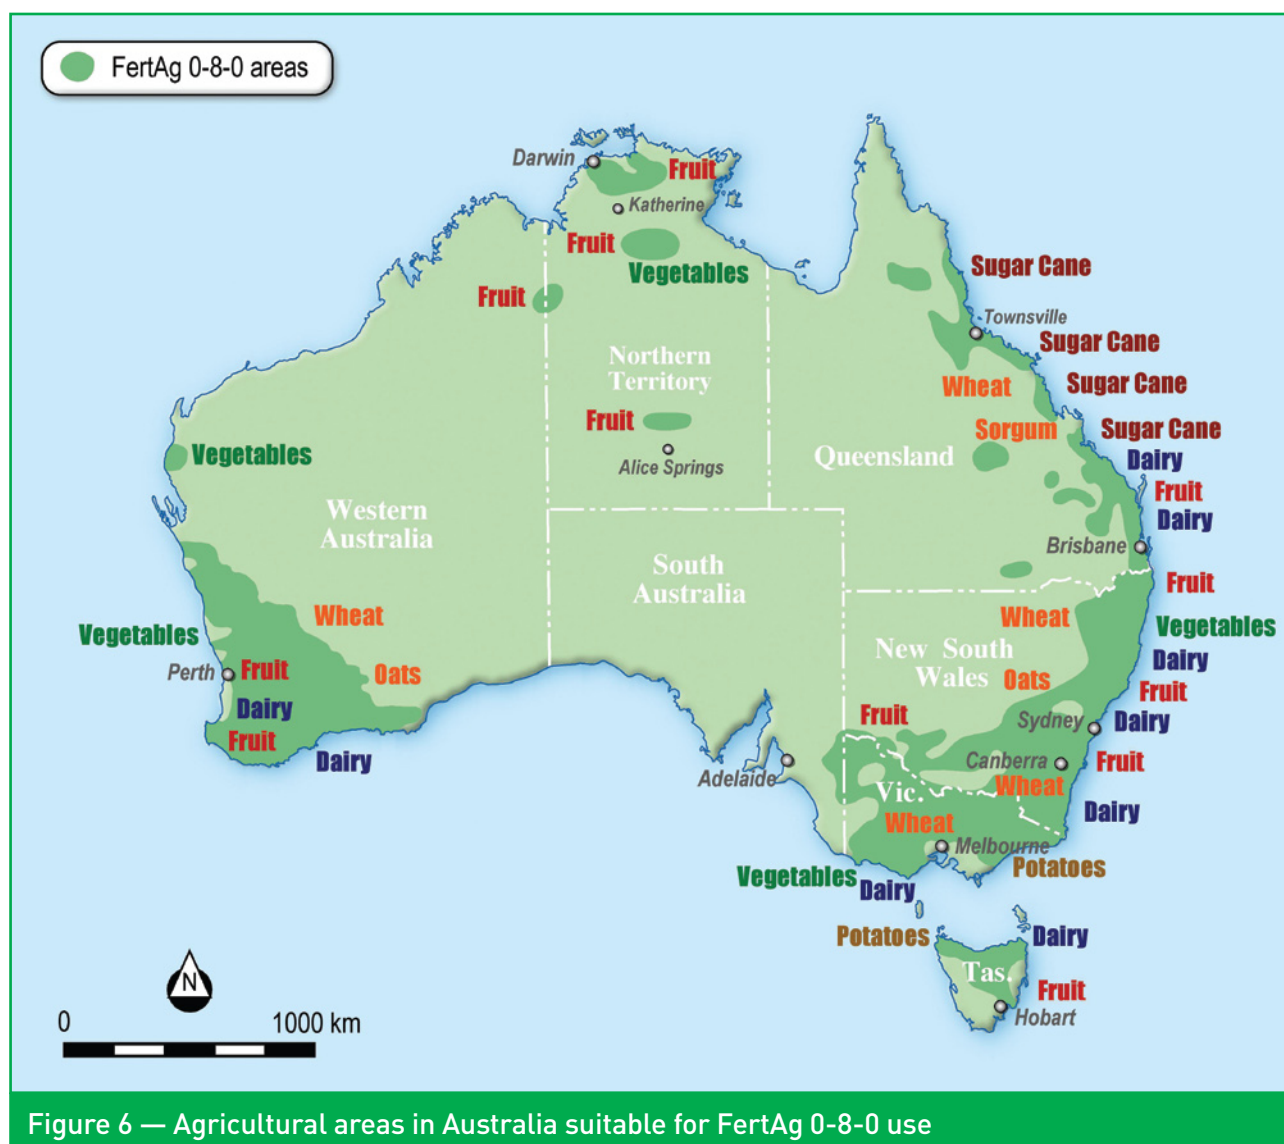 FertAg 0-8-0 areas
Darwin
Fruit
Katherine
Fruit
Vegetables
Sugar Cane
Fruit
Townsville
Sugar Cane
Northern
Territory
Wheat
Sugar Cane
Fruit
Sorgum
Sugar Cane
Vegetables
Alice Springs
Queensland
Dairy
Fruit
Western
Australia
Dairy
Brisbane
South
Australia
Fruit
Wheat
Wheat
Vegetables
Vegetables
New South
Wales
Dairy
Perth
Fruit
Oats
Oats
Fruit
Dairy
Fruit
Sydney
Dairy
Fruit
Dairy
Adelaide
Canberra
Fruit
Vic.
Wheat
Dairy
Wheat
Melbourne
Potatoes
Vegetables
Dairy
Potatoes
Dairy
Tas.
Fruit
Hobart
N
0
1000 km
Figure 6 — Agricultural areas in Australia suitable for FertAg 0-8-0 use